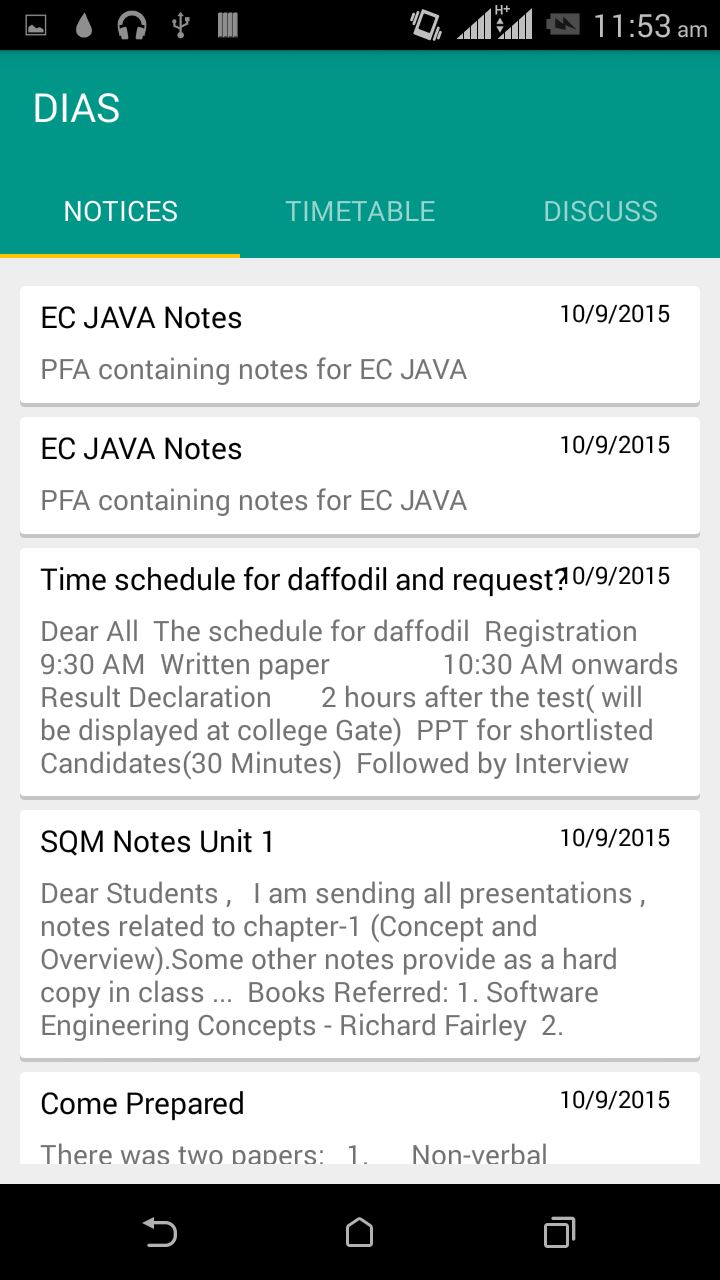 H+
11:53 am
DIAS
NOTICES TIMETABLE DISCUSS
EC JAVA Notes 10/9/2015
PFA containing notes for EC JAVA
EC JAVA Notes 10/9/2015
PFA containing notes for EC JAVA
Time schedule for daffodil and request? 10/9/2015
Dear All  The schedule for daffodil  Registration
9:30 AM  Written paper 10:30 AM onwards
Result Declaration 2 hours after the test( will
be displayed at college Gate)  PPT for shortlisted
Candidates(30 Minutes)  Followed by Interview
SQM Notes Unit 1 10/9/2015
Dear Students ,   I am sending all presentations ,
notes related to chapter-1 (Concept and
Overview).Some other notes provide as a hard
copy in class ...  Books Referred: 1. Software
Engineering Concepts - Richard Fairley  2.
Come Prepared 10/9/2015
There was two papers:   1. Non-verbal